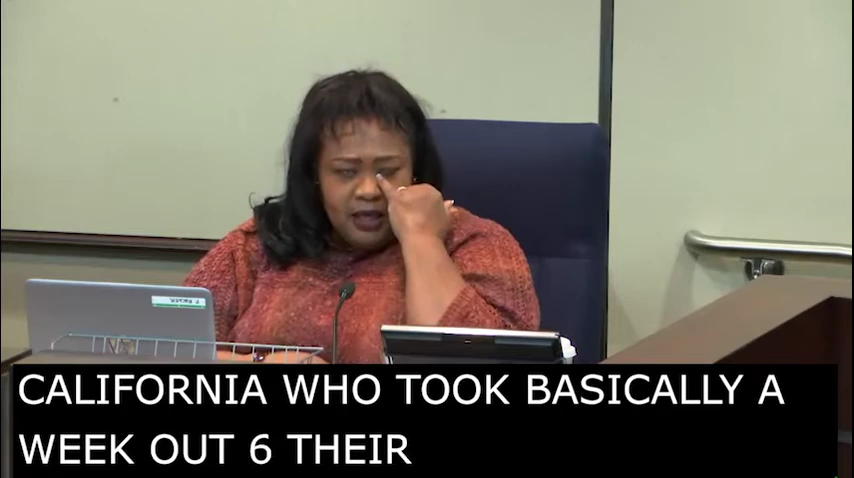 CALIFORNIA WHO TOOK BASICALLY A
WEEK OUT 6 THEIR